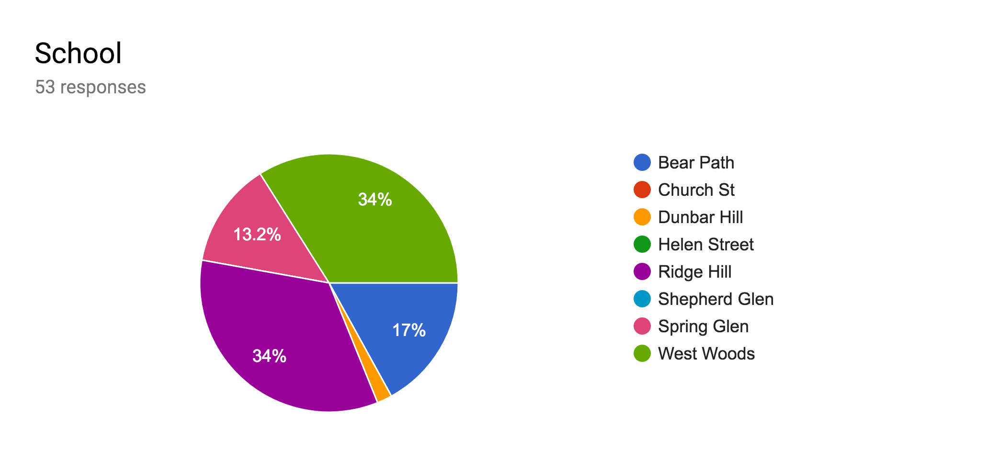 School
53 responses
34%
13.2%
17%
34%
Bear Path
Church St
Dunbar Hill
Helen Street
Ridge Hill
Shepherd Glen
Spring Glen
West Woods